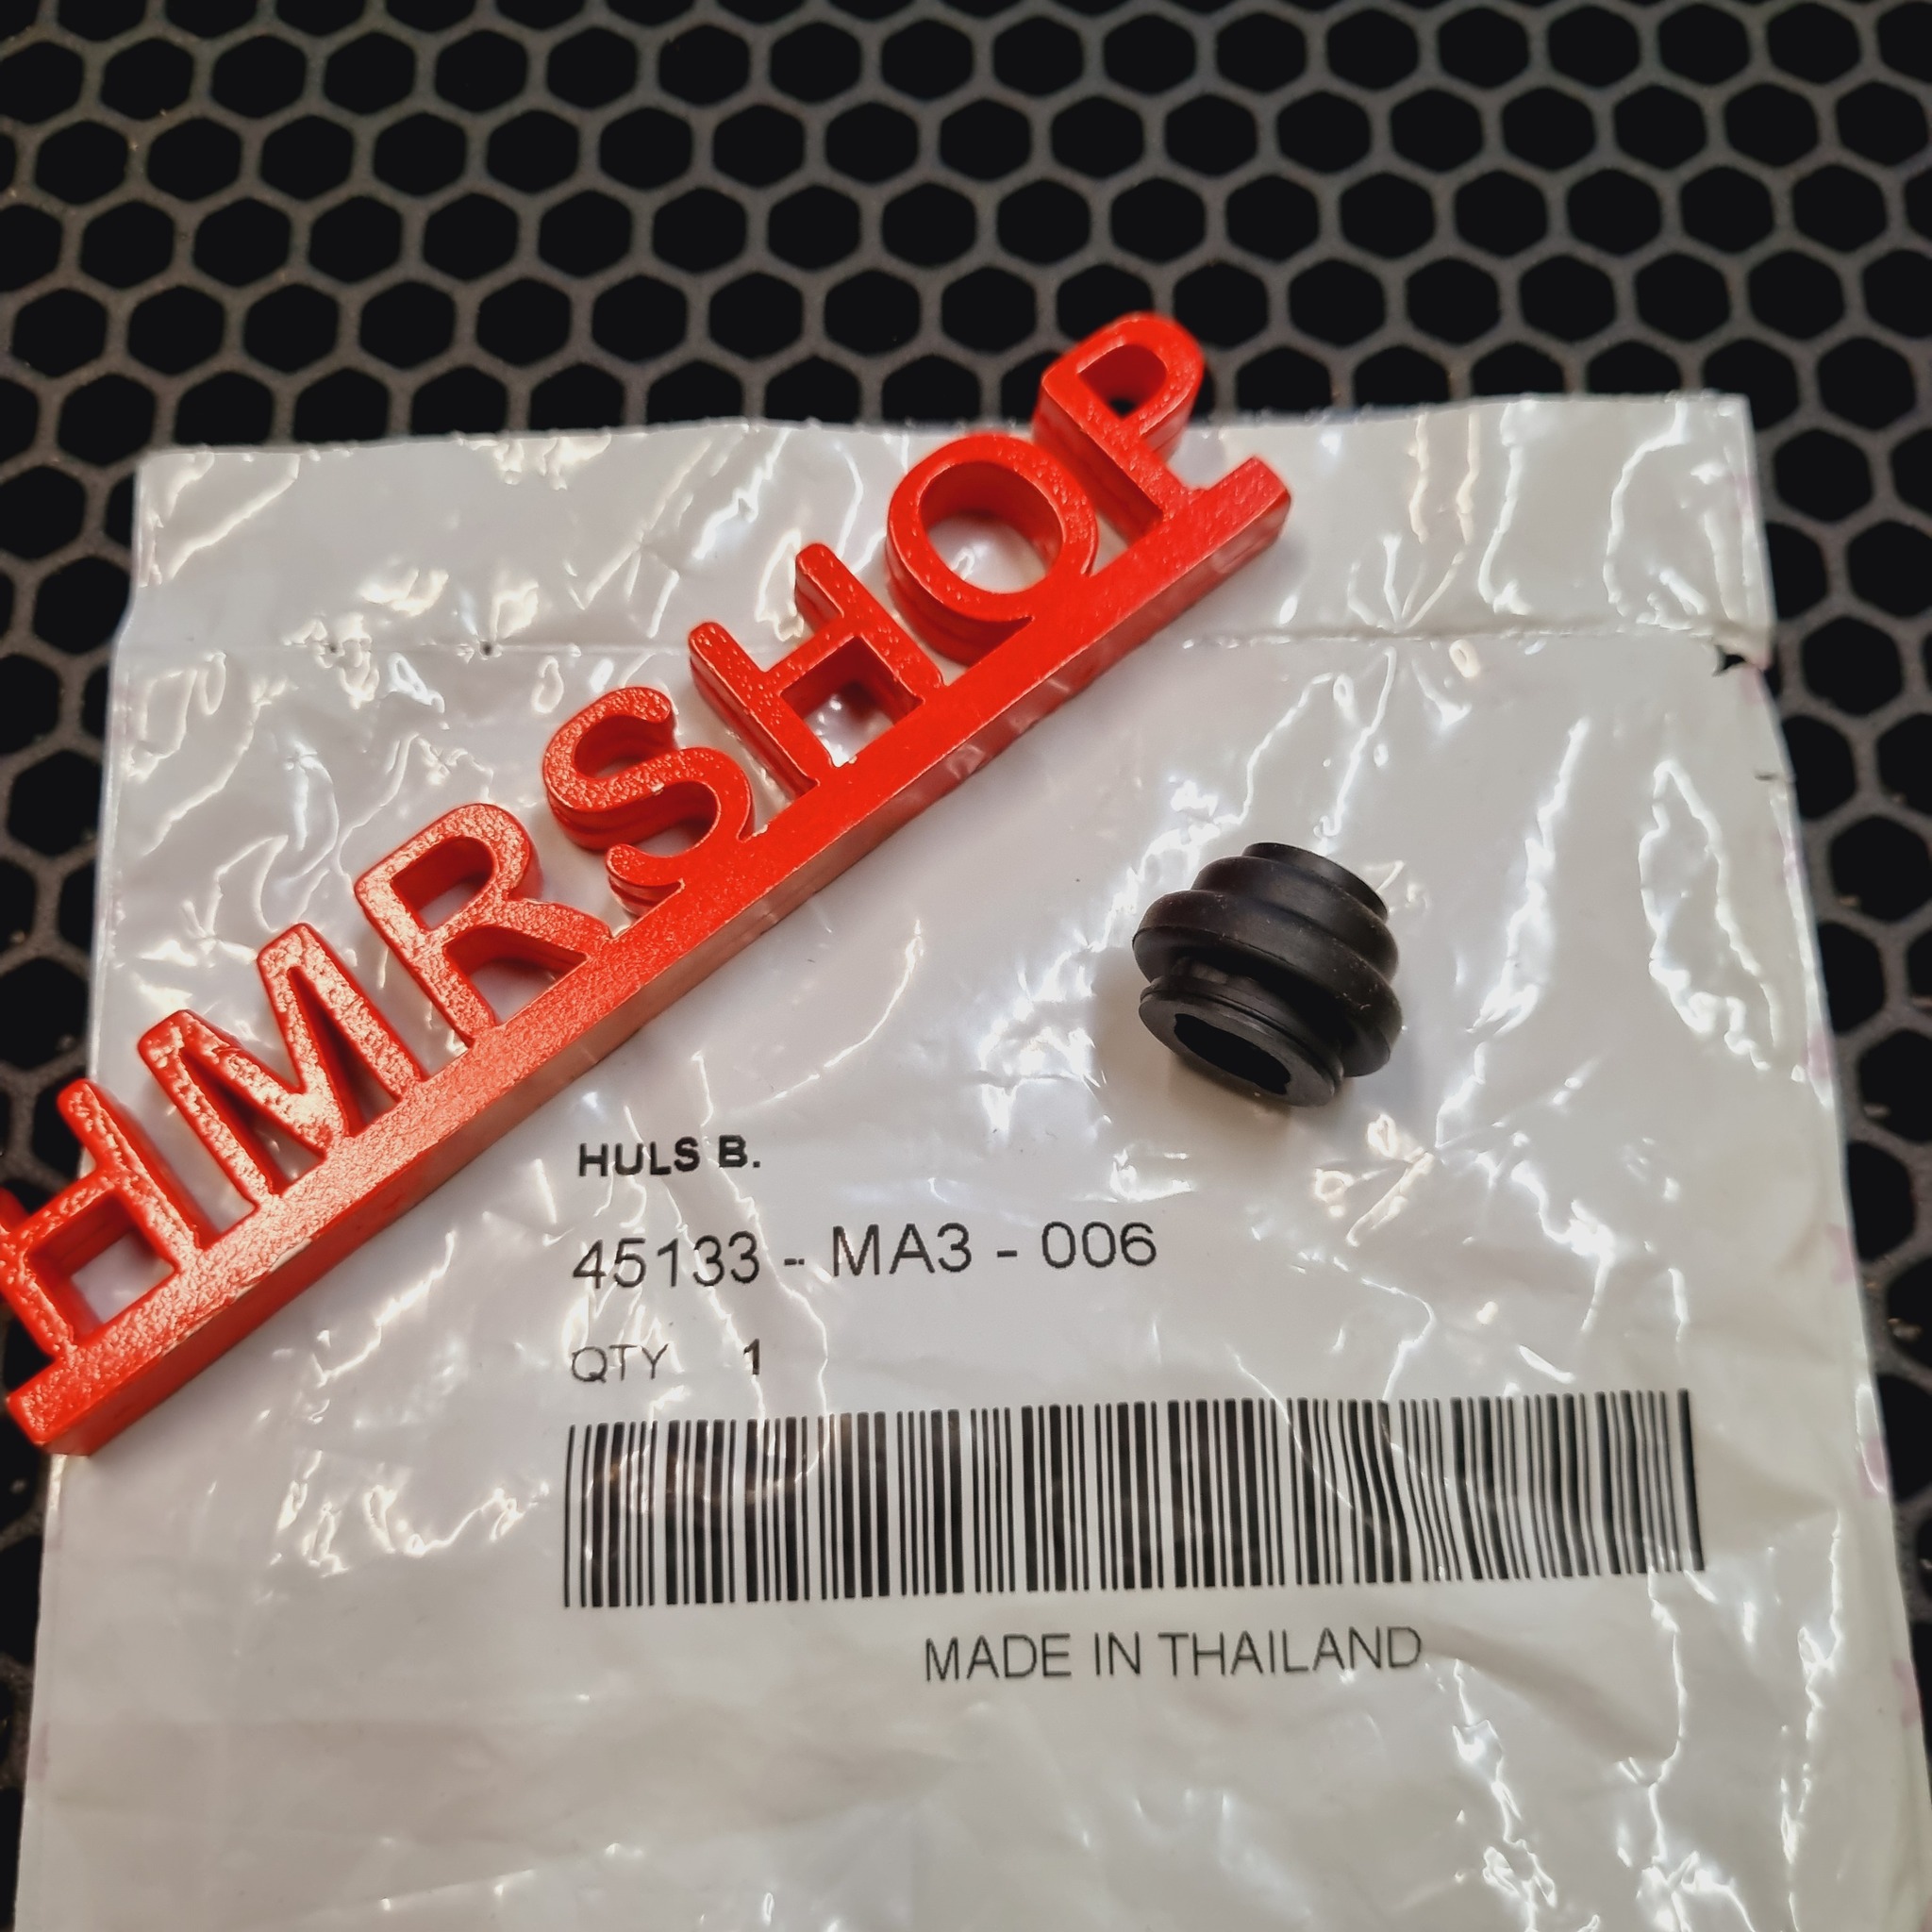 HMRSHOP
HULS B.
45133 - MA3 - 006
QTY 1
MADE IN THAILAND